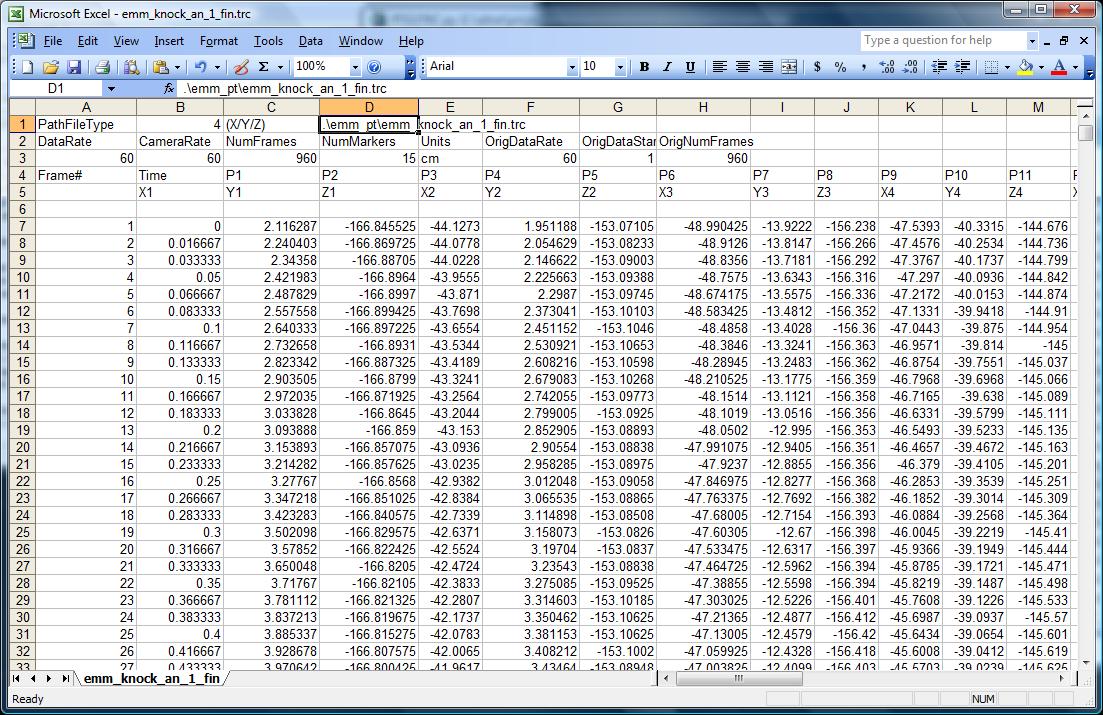 Microsoft Excel - emm_knock_an_1_fin.trc
File Edit View Insert Format Tools Data Window Help Type a question for help
100% Arial 10 B I U $ % ,
D1 fx .\emm_pt\emm_knock_an_1_fin.trc
A B C D E F G H I J K L M
1 PathFileType 4 (X/Y/Z) .\emm_pt\emm_knock_an_1_fin.trc
2 DataRate CameraRate NumFrames NumMarkers Units OrigDataRate OrigDataStar OrigNumFrames
3 60 60 960 15 cm 60 1 960
4 Frame# Time P1 P2 P3 P4 P5 P6 P7 P8 P9 P10 P11
5 X1 Y1 Z1 X2 Y2 Z2 X3 Y3 Z3 X4 Y4 Z4
6
7 1 0 2.116287 -166.845525 -44.1273 1.951188 -153.07105 -48.990425 -13.9222 -156.238 -47.5393 -40.3315 -144.676
8 2 0.016667 2.240403 -166.869725 -44.0778 2.054629 -153.08233 -48.9126 -13.8147 -156.266 -47.4576 -40.2534 -144.736
9 3 0.033333 2.34358 -166.88705 -44.0228 2.146622 -153.09003 -48.8356 -13.7181 -156.292 -47.3767 -40.1737 -144.799
10 4 0.05 2.421983 -166.8964 -43.9555 2.225663 -153.09388 -48.7575 -13.6343 -156.316 -47.297 -40.0936 -144.842
11 5 0.066667 2.487829 -166.8997 -43.871 2.2987 -153.09745 -48.674175 -13.5575 -156.336 -47.2172 -40.0153 -144.874
12 6 0.083333 2.557558 -166.899425 -43.7698 2.373041 -153.10103 -48.583425 -13.4812 -156.352 -47.1331 -39.9418 -144.91
13 7 0.1 2.640333 -166.897225 -43.6554 2.451152 -153.1046 -48.4858 -13.4028 -156.36 -47.0443 -39.875 -144.954
14 8 0.116667 2.732658 -166.8931 -43.5344 2.530921 -153.10653 -48.3846 -13.3241 -156.363 -46.9571 -39.814 -145
15 9 0.133333 2.823342 -166.887325 -43.4189 2.608216 -153.10598 -48.28945 -13.2483 -156.362 -46.8754 -39.7551 -145.037
16 10 0.15 2.903505 -166.8799 -43.3241 2.679083 -153.10268 -48.210525 -13.1775 -156.359 -46.7968 -39.6968 -145.066
17 11 0.166667 2.972035 -166.871925 -43.2564 2.742055 -153.09773 -48.1514 -13.1121 -156.358 -46.7165 -39.638 -145.089
18 12 0.183333 3.033828 -166.8645 -43.2044 2.799005 -153.0925 -48.1019 -13.0516 -156.356 -46.6331 -39.5799 -145.111
19 13 0.2 3.093888 -166.859 -43.153 2.852905 -153.08893 -48.0502 -12.995 -156.353 -46.5493 -39.5233 -145.135
20 14 0.216667 3.153893 -166.857075 -43.0936 2.90554 -153.08838 -47.991075 -12.9405 -156.351 -46.4657 -39.4672 -145.163
21 15 0.233333 3.214282 -166.857625 -43.0235 2.958285 -153.08975 -47.9237 -12.8855 -156.356 -46.379 -39.4105 -145.201
22 16 0.25 3.27767 -166.8568 -42.9382 3.012048 -153.09058 -47.846975 -12.8277 -156.368 -46.2853 -39.3539 -145.251
23 17 0.266667 3.347218 -166.851025 -42.8384 3.065535 -153.08865 -47.763375 -12.7692 -156.382 -46.1852 -39.3014 -145.309
24 18 0.283333 3.423283 -166.840575 -42.7339 3.114898 -153.08508 -47.68005 -12.7154 -156.393 -46.0884 -39.2568 -145.364
25 19 0.3 3.502098 -166.829575 -42.6371 3.158073 -153.0826 -47.60305 -12.67 -156.398 -46.0045 -39.2219 -145.41
26 20 0.316667 3.57852 -166.822425 -42.5524 3.19704 -153.0837 -47.533475 -12.6317 -156.397 -45.9366 -39.1949 -145.444
27 21 0.333333 3.650048 -166.8205 -42.4724 3.23543 -153.08838 -47.464725 -12.5962 -156.394 -45.8785 -39.1721 -145.471
28 22 0.35 3.71767 -166.82105 -42.3833 3.275085 -153.09525 -47.38855 -12.5598 -156.394 -45.8219 -39.1487 -145.498
29 23 0.366667 3.781112 -166.821325 -42.2807 3.314603 -153.10185 -47.303025 -12.5226 -156.401 -45.7608 -39.1226 -145.533
30 24 0.383333 3.837213 -166.819675 -42.1737 3.350462 -153.10625 -47.21365 -12.4877 -156.412 -45.6987 -39.0937 -145.57
31 25 0.4 3.885337 -166.815275 -42.0783 3.381153 -153.10625 -47.13005 -12.4579 -156.42 -45.6434 -39.0654 -145.601
32 26 0.416667 3.928678 -166.807575 -42.0065 3.408212 -153.1002 -47.059925 -12.4328 -156.418 -45.6008 -39.0412 -145.619
33 27 0.433333 3.970642 -166.800425 -41.9617 3.43464 -153.08948 -47.003825 -12.4099 -156.403 -45.5703 -39.0239 -145.625
emm_knock_an_1_fin
Ready NUM